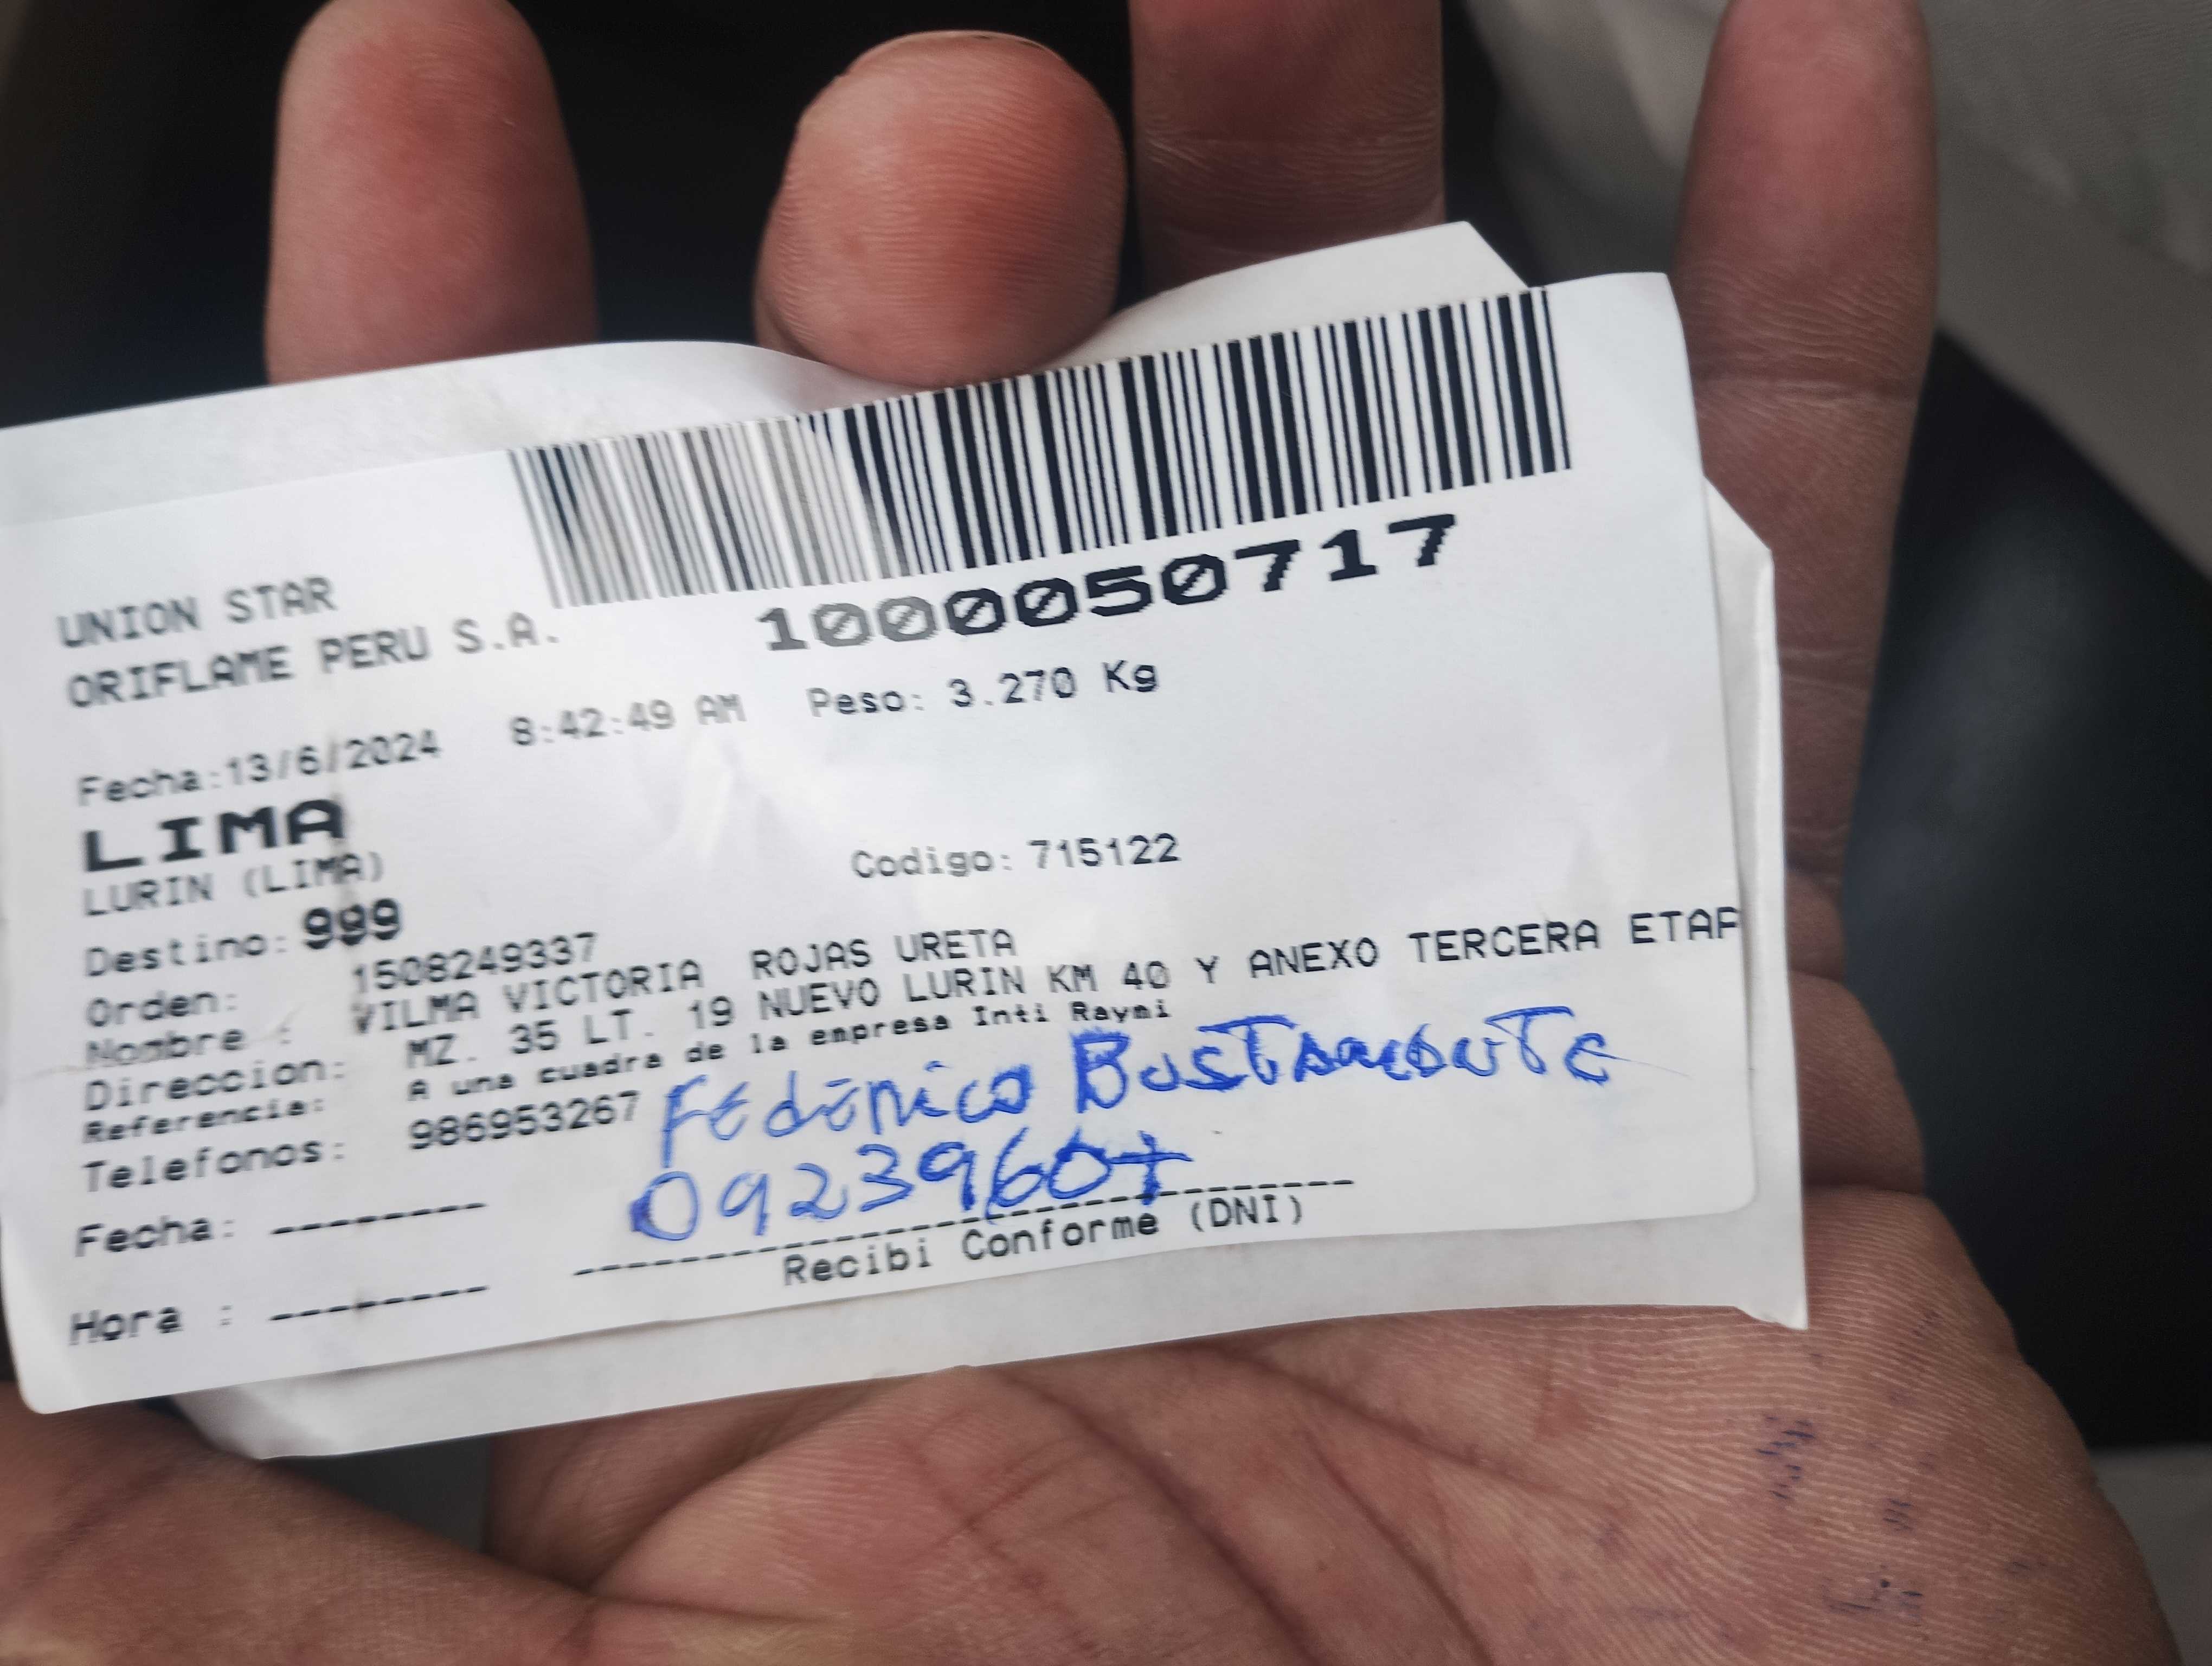 1000050717
UNION STAR
ORIFLAME PERU S.A.
Fecha:13/6/2024 8:42:49 AM Peso: 3.270 Kg
LIMA
LURIN (LIMA)
Codigo: 715122
Destino: 999
Orden: 1508249337
Nombre : VILMA VICTORIA ROJAS URETA
Direccion: MZ. 35 LT. 19 NUEVO LURIN KM 40 Y ANEXO TERCERA ETAP
Referencia: A una cuadra de la empresa Inti Raymi
Telefonos: 986953267
Federico
09239607
Fecha: --------
Hora : --------
Recibi Conforme (DNI)